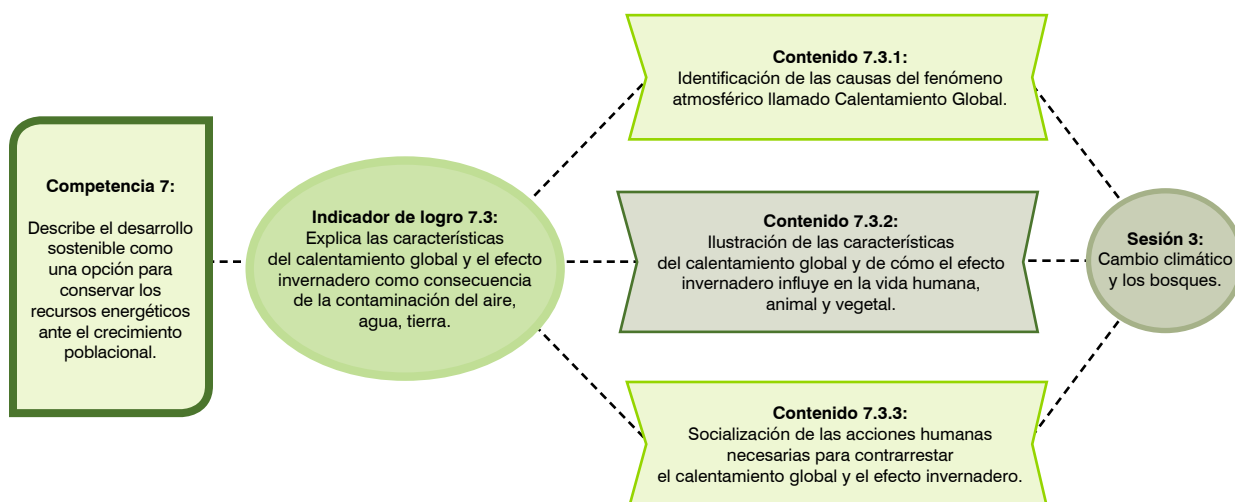 Competencia 7:
Describe el desarrollo
sostenible como
una opción para
conservar los
recursos energéticos
ante el crecimiento
poblacional.
Indicador de logro 7.3:
Explica las características
del calentamiento global y el efecto
invernadero como consecuencia
de la contaminación del aire,
agua, tierra.
Contenido 7.3.1:
Identificación de las causas del fenómeno
atmosférico llamado Calentamiento Global.
Contenido 7.3.2:
Ilustración de las características
del calentamiento global y de cómo el efecto
invernadero influye en la vida humana,
animal y vegetal.
Contenido 7.3.3:
Socialización de las acciones humanas
necesarias para contrarrestar
el calentamiento global y el efecto invernadero.
Sesión 3:
Cambio climático
y los bosques.